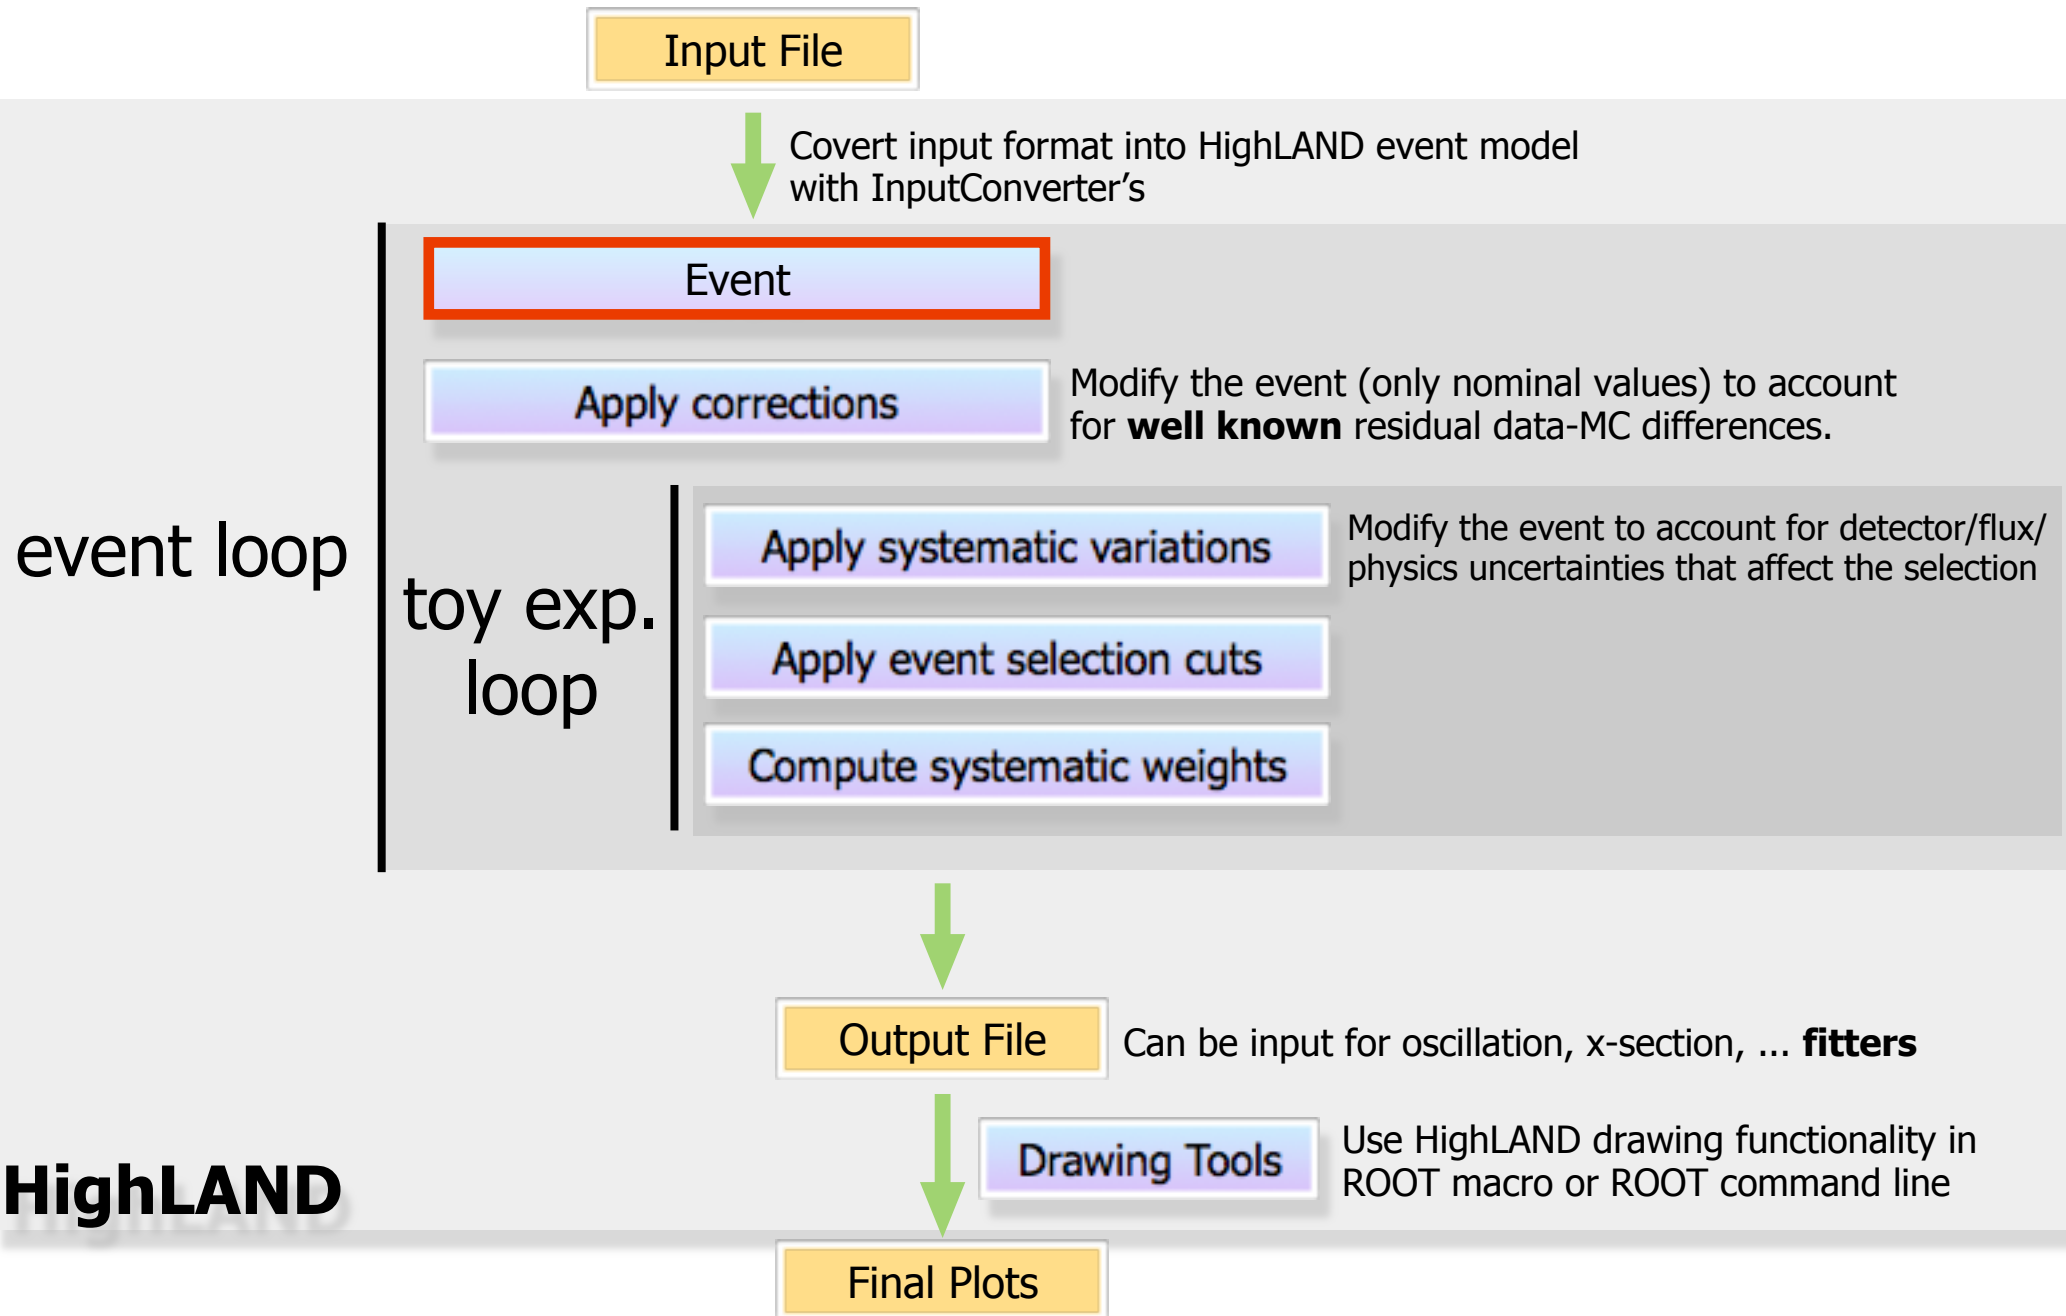 Input File
Covert input format into HighLAND event model
with InputConverter’s
Event
Apply corrections
Modify the event (only nominal values) to account
for well known residual data-MC differences.
event loop
toy exp.
loop
Apply systematic variations
Modify the event to account for detector/flux/
physics uncertainties that affect the selection
Apply event selection cuts
Compute systematic weights
Output File
Can be input for oscillation, x-section, ... fitters
Drawing Tools
Use HighLAND drawing functionality in
ROOT macro or ROOT command line
HighLAND
Final Plots